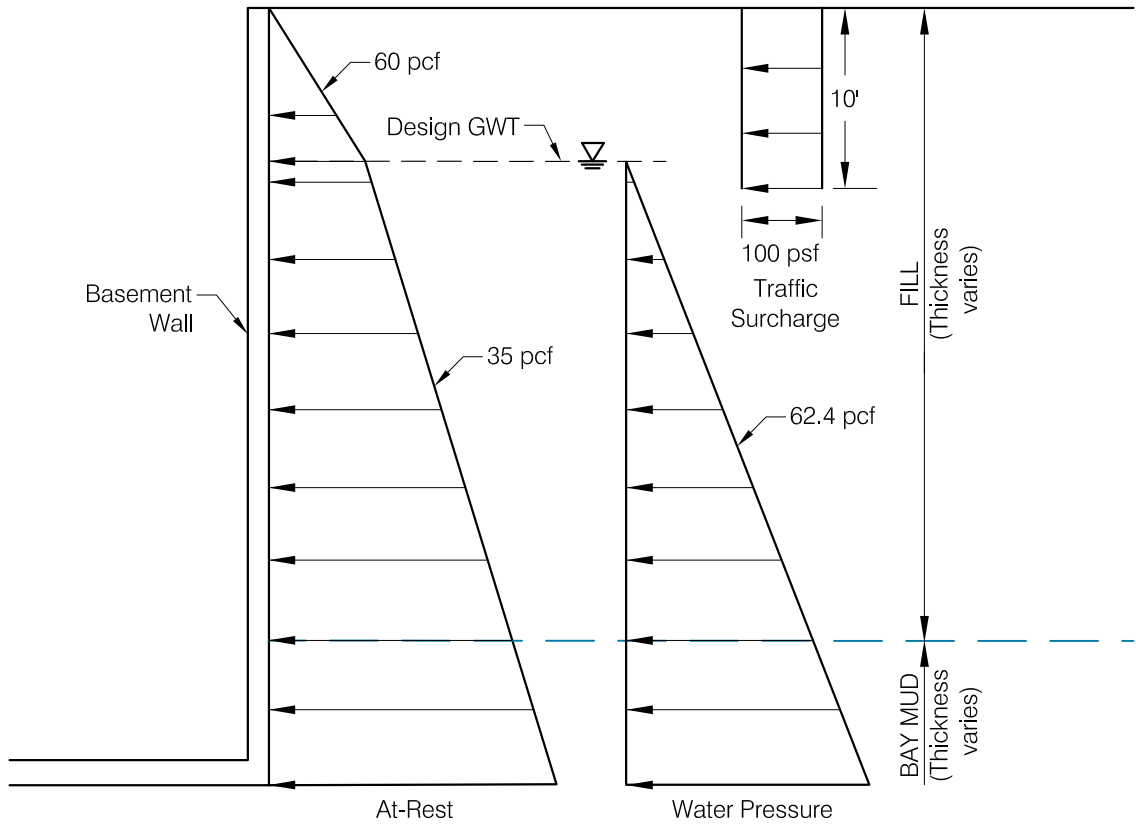 60 pcf
Design GWT
10'
100 psf
Traffic
Surcharge
FILL
(Thickness
varies)
Basement
Wall
35 pcf
62.4 pcf
BAY MUD
(Thickness
varies)
At-Rest
Water Pressure